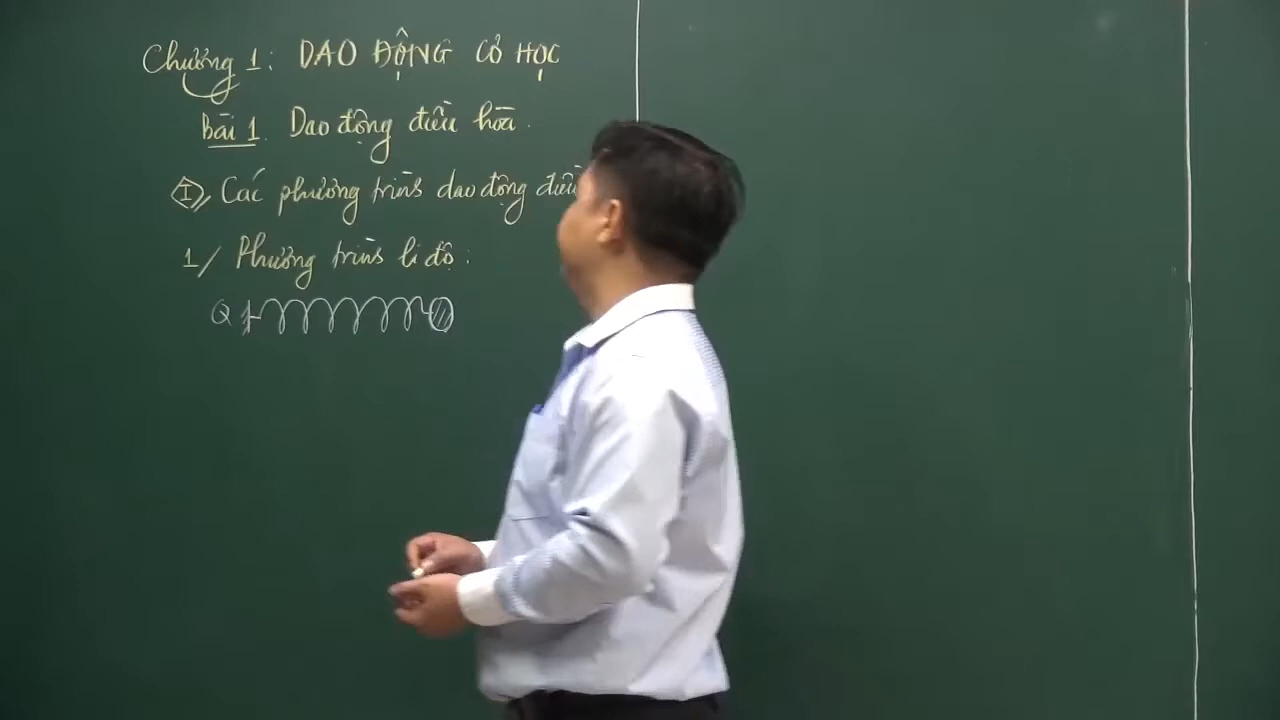 Chương 1: DAO ĐỘNG CƠ HỌC
Bài 1. Dao động điều hòa.
I, Các phương trình dao động điều
1/ Phương trình li độ:
Q